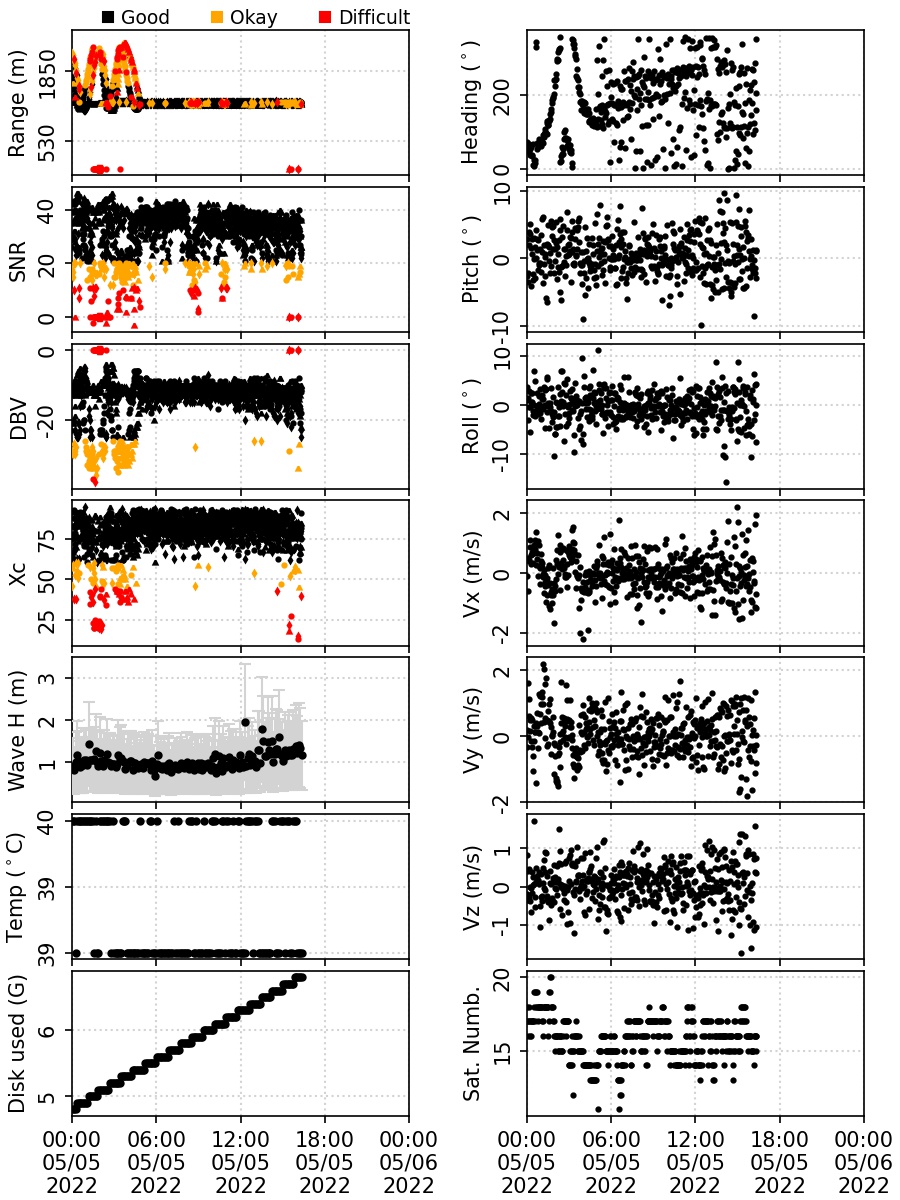 Good Okay Difficult
Range (m)
1850
530
SNR
40
20
0
DBV
0
-20
Xc
75
50
25
Wave H (m)
3
2
1
Temp (°C)
40
39
39
Disk used (G)
6
5
00:00 06:00 12:00 18:00 00:00
05/05 05/05 05/05 05/05 05/06
2022 2022 2022 2022 2022
Heading (°)
200
0
Pitch (°)
10
0
-10
Roll (°)
10
0
-10
Vx (m/s)
2
0
-2
Vy (m/s)
2
0
-2
Vz (m/s)
1
0
-1
Sat. Numb.
20
15
00:00 06:00 12:00 18:00 00:00
05/05 05/05 05/05 05/05 05/06
2022 2022 2022 2022 2022